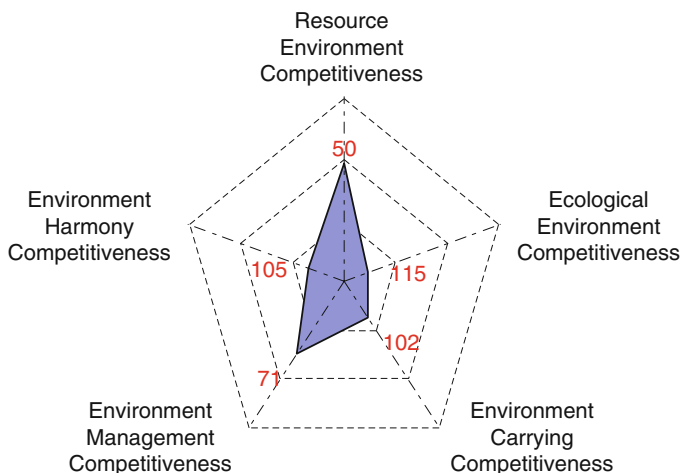 Resource
Environment
Competitiveness
50
Environment
Harmony
Competitiveness
105
Ecological
Environment
Competitiveness
115
102
71
Environment
Management
Competitiveness
Environment
Carrying
Competitiveness